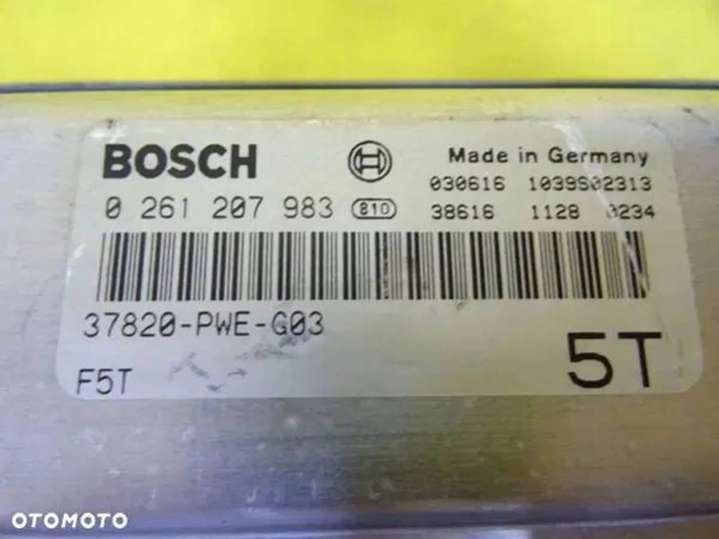 BOSCH
Made in Germany
030616 1039S02313
0 261 207 983 810
38616 1128 0234
37820-PWE-G03
F5T
5T
OTOMOTO